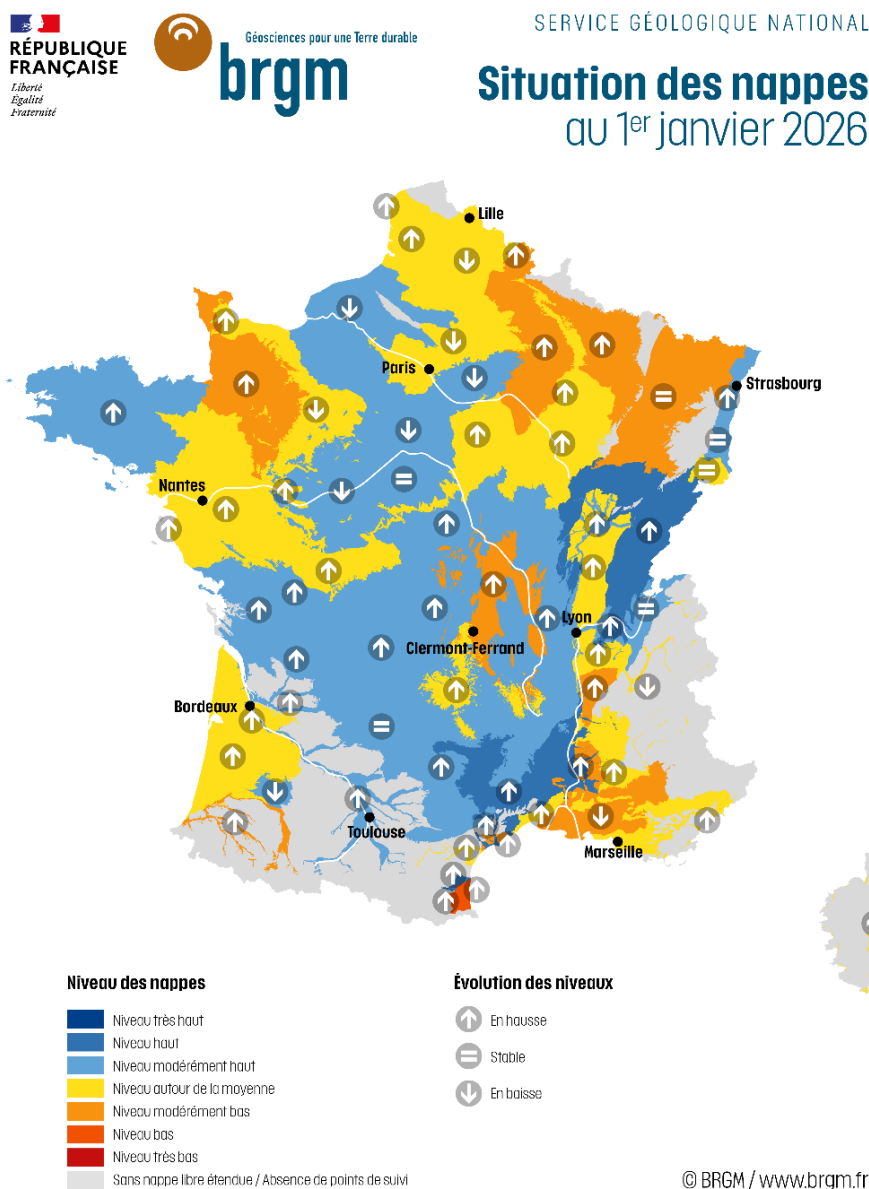 RÉPUBLIQUE
FRANÇAISE
Liberté
Égalité
Fraternité
Géosciences pour une Terre durable
brgm
SERVICE GÉOLOGIQUE NATIONAL
Situation des nappes
au 1er janvier 2026
Lille
Paris
Strasbourg
Nantes
Lyon
Clermont-Ferrand
Bordeaux
Toulouse
Marseille
Niveau des nappes
Niveau très haut
Niveau haut
Niveau modérément haut
Niveau autour de la moyenne
Niveau modérément bas
Niveau bas
Niveau très bas
Sans nappe libre étendue / Absence de points de suivi
Évolution des niveaux
En hausse
Stable
En baisse
© BRGM / www.brgm.fr